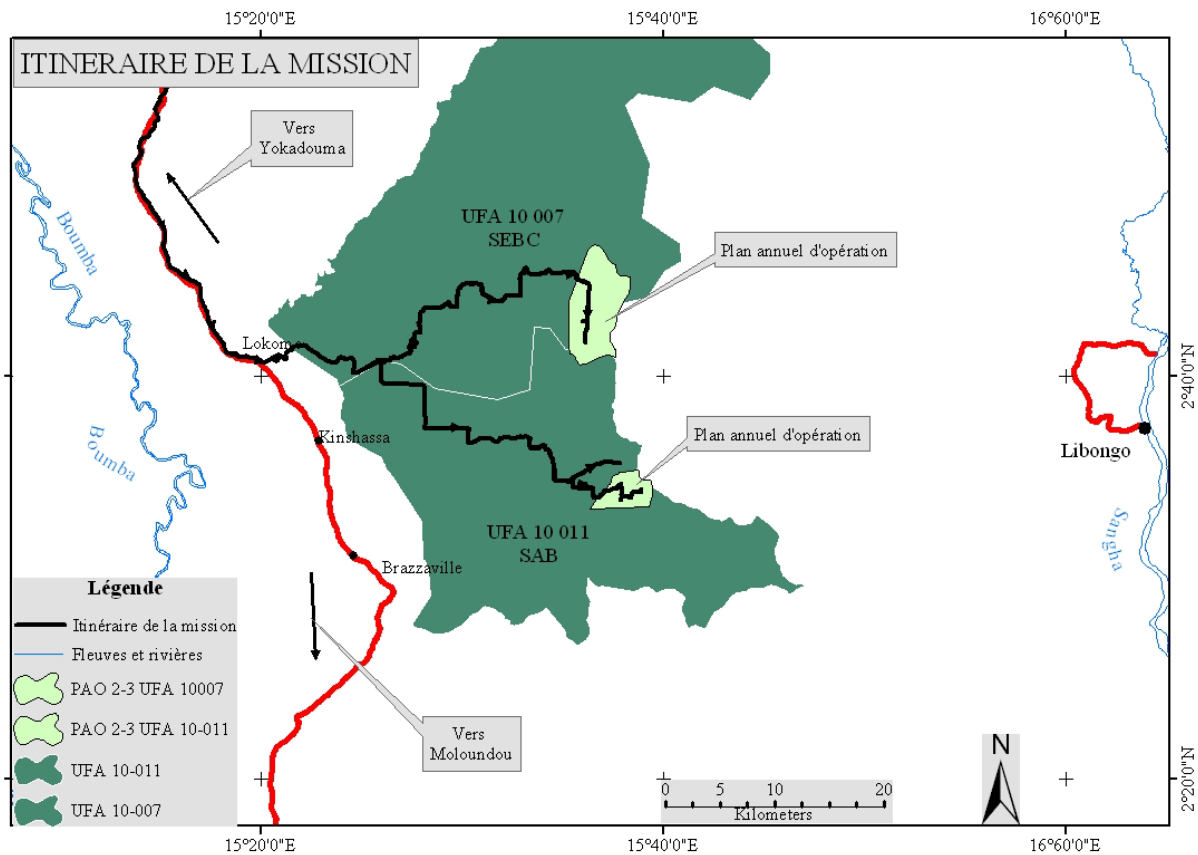 15°20'0"E
15°40'0"E
16°60'0"E
ITINERAIRE DE LA MISSION
Vers
Yokadouma
Boumba
UFA 10 007
SEBC
Plan annuel d'opération
Lokomo
2°40'0"N
Kinshassa
Boumba
Plan annuel d'opération
Libongo
Sangha
UFA 10 011
SAB
Brazzaville
Légende
Itinéraire de la mission
Fleuves et rivières
PAO 2-3 UFA 10007
PAO 2-3 UFA 10-011
UFA 10-011
UFA 10-007
Vers
Moloundou
N
0 5 10 15 20
Kilometers
2°20'0"N
15°20'0"E
15°40'0"E
16°60'0"E